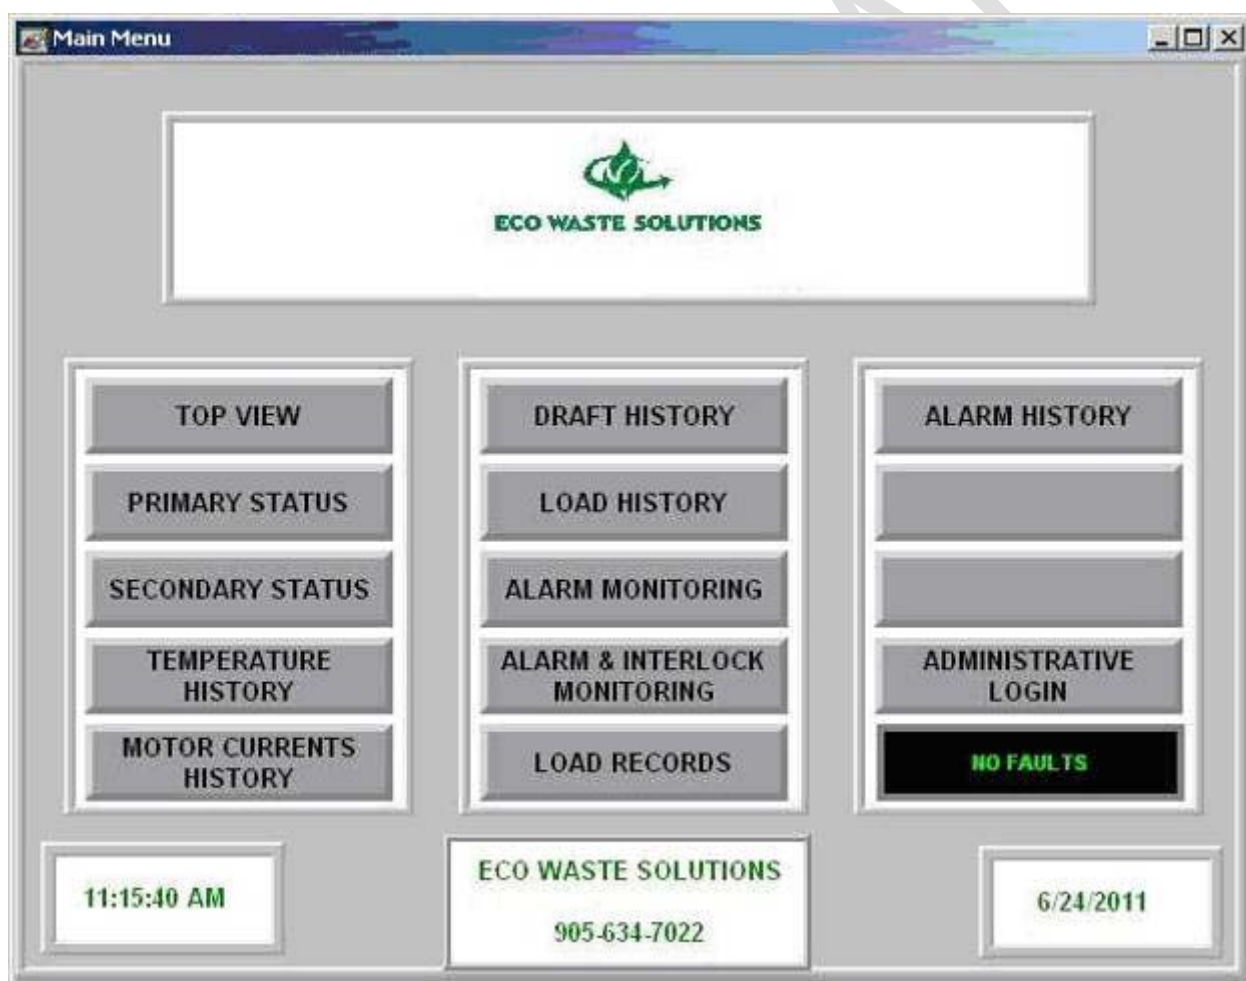 Main Menu
ECO WASTE SOLUTIONS
TOP VIEW
PRIMARY STATUS
SECONDARY STATUS
TEMPERATURE
HISTORY
MOTOR CURRENTS
HISTORY
DRAFT HISTORY
LOAD HISTORY
ALARM MONITORING
ALARM & INTERLOCK
MONITORING
LOAD RECORDS
ALARM HISTORY
ADMINISTRATIVE
LOGIN
NO FAULTS
11:15:40 AM
ECO WASTE SOLUTIONS
905-634-7022
6/24/2011